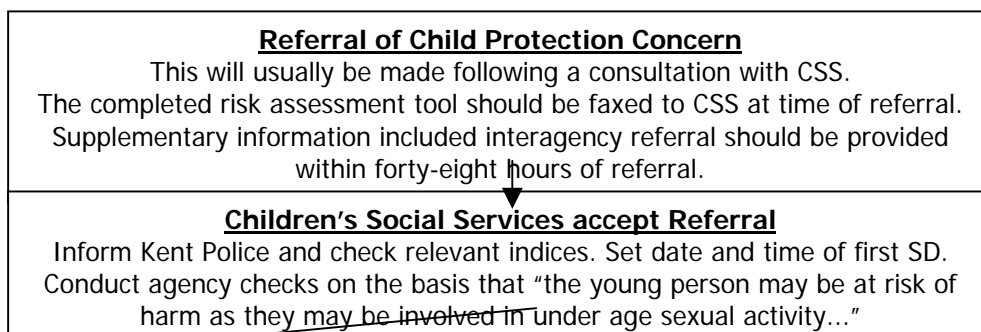 Referral of Child Protection Concern
This will usually be made following a consultation with CSS.
The completed risk assessment tool should be faxed to CSS at time of referral.
Supplementary information included interagency referral should be provided
within forty-eight hours of referral.
Children's Social Services accept Referral
Inform Kent Police and check relevant indices. Set date and time of first SD.
Conduct agency checks on the basis that “the young person may be at risk of
harm as they may be involved in under age sexual activity...”